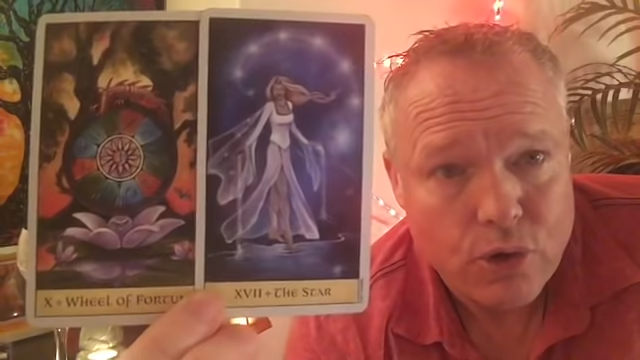 X + WHEEL OF FORTU
XVII + THE STAR